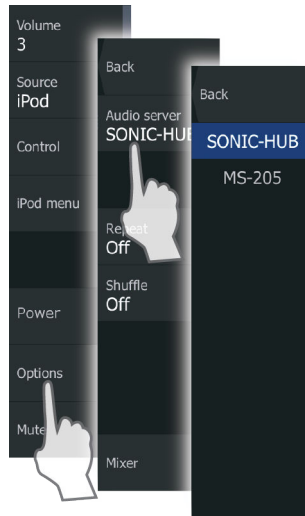 Volume
3
Source
iPod
Control
iPod menu
Power
Options
Mute
Back
Audio server
SONIC-HUB
Repeat
Off
Shuffle
Off
Mixer
Back
SONIC-HUB
MS-205